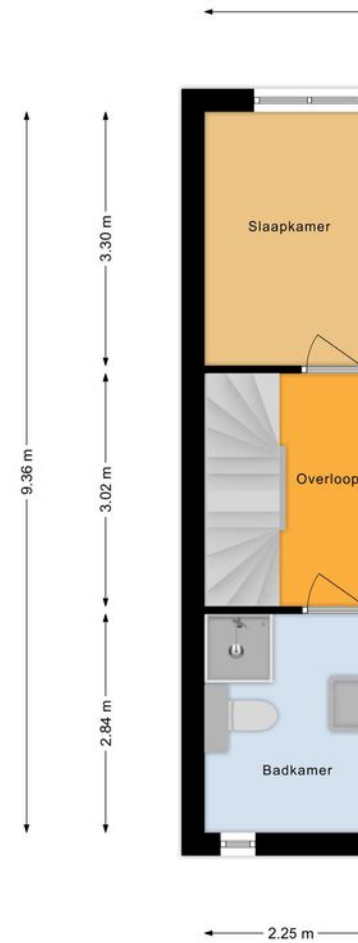 Slaapkamer
3.30 m
9.36 m
3.02 m
Overloop
2.84 m
Badkamer
2.25 m